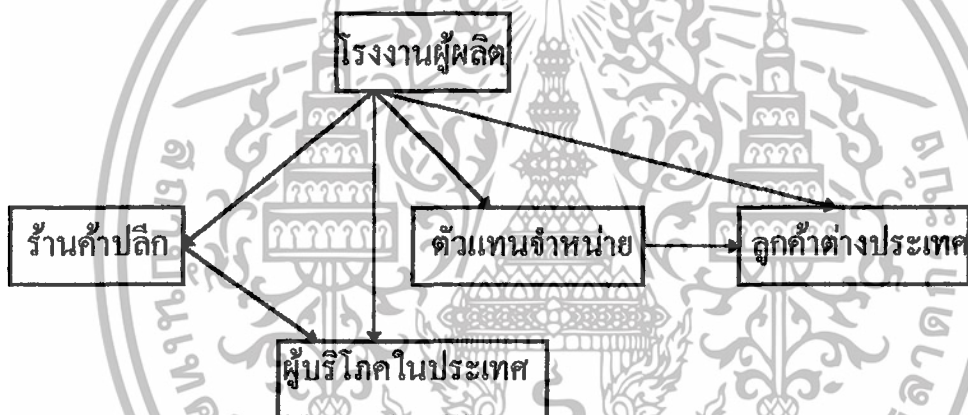 โรงงานผู้ผลิต
ร้านค้าปลีก
ตัวแทนจำหน่าย
ลูกค้าต่างประเทศ
ผู้บริโภคในประเทศ